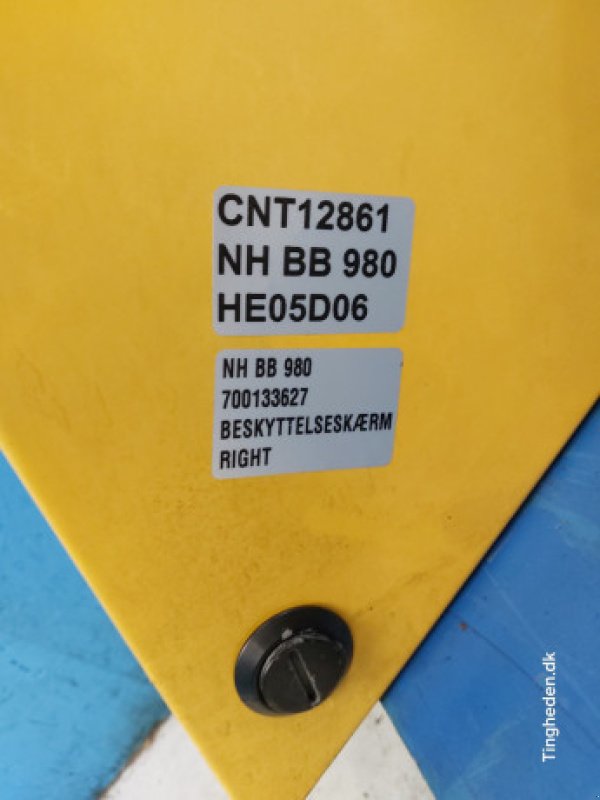 CNT12861
NH BB 980
HE05D06
NH BB 980
700133627
BESKYTTELSESKÆRM
RIGHT
Tingheden.dk